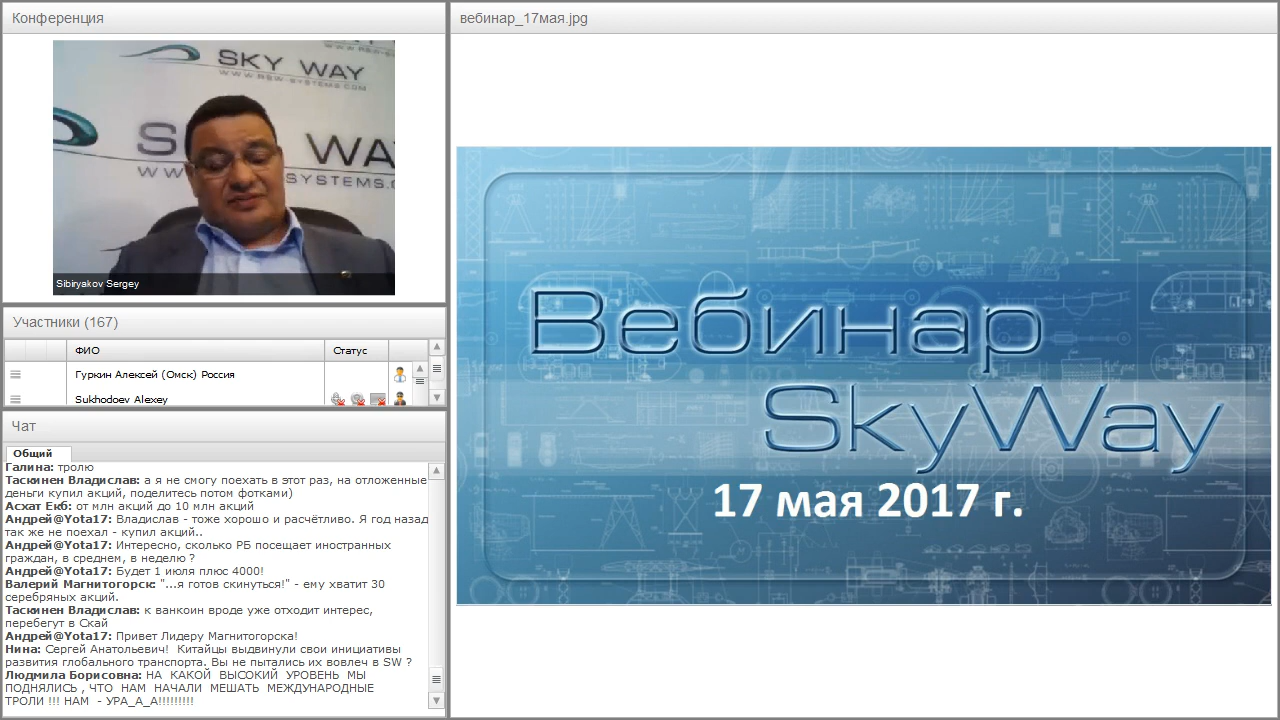 Конференция
SKY WAY
WWW.RSW-SYSTEMS.COM
SKY WA
Sibiryakov Sergey
Участники (167)
ФИО
Статус
Гуркин Алексей (Омск) Россия
Sukhodoev Alexey
Чат
Общий
Галина: тролю
Таскинен Владислав: а я не смогу поехать в этот раз, на отложенные
деньги купил акций, поделитесь потом фотками)
Асхат Екб: от млн акций до 10 млн акций
Андрей@Yota17: Владислав - тоже хорошо и расчётливо. Я год назад
так же не поехал - купил акций..
Андрей@Yota17: Интересно, сколько РБ посещает иностранных
граждан, в среднем, в неделю ?
Андрей@Yota17: Будет 1 июля плюс 4000!
Валерий Магнитогорск: "...я готов скинуться!" - ему хватит 30
серебряных акций.
Таскинен Владислав: к ванкоин вроде уже отходит интерес,
перебегут в Скай
Андрей@Yota17: Привет Лидеру Магнитогорска!
Нина: Сергей Анатольевич! Китайцы выдвинули свои инициативы
развития глобального транспорта. Вы не пытались их вовлеч в SW ?
Людмила Борисовна: НА КАКОЙ ВЫСОКИЙ УРОВЕНЬ МЫ
ПОДНЯЛИСЬ , ЧТО НАМ НАЧАЛИ МЕШАТЬ МЕЖДУНАРОДНЫЕ
ТРОЛИ !!! НАМ - УРА_А_А!!!!!!!!!
вебинар_17мая.jpg
Вебинар
SkyWay
17 мая 2017 г.